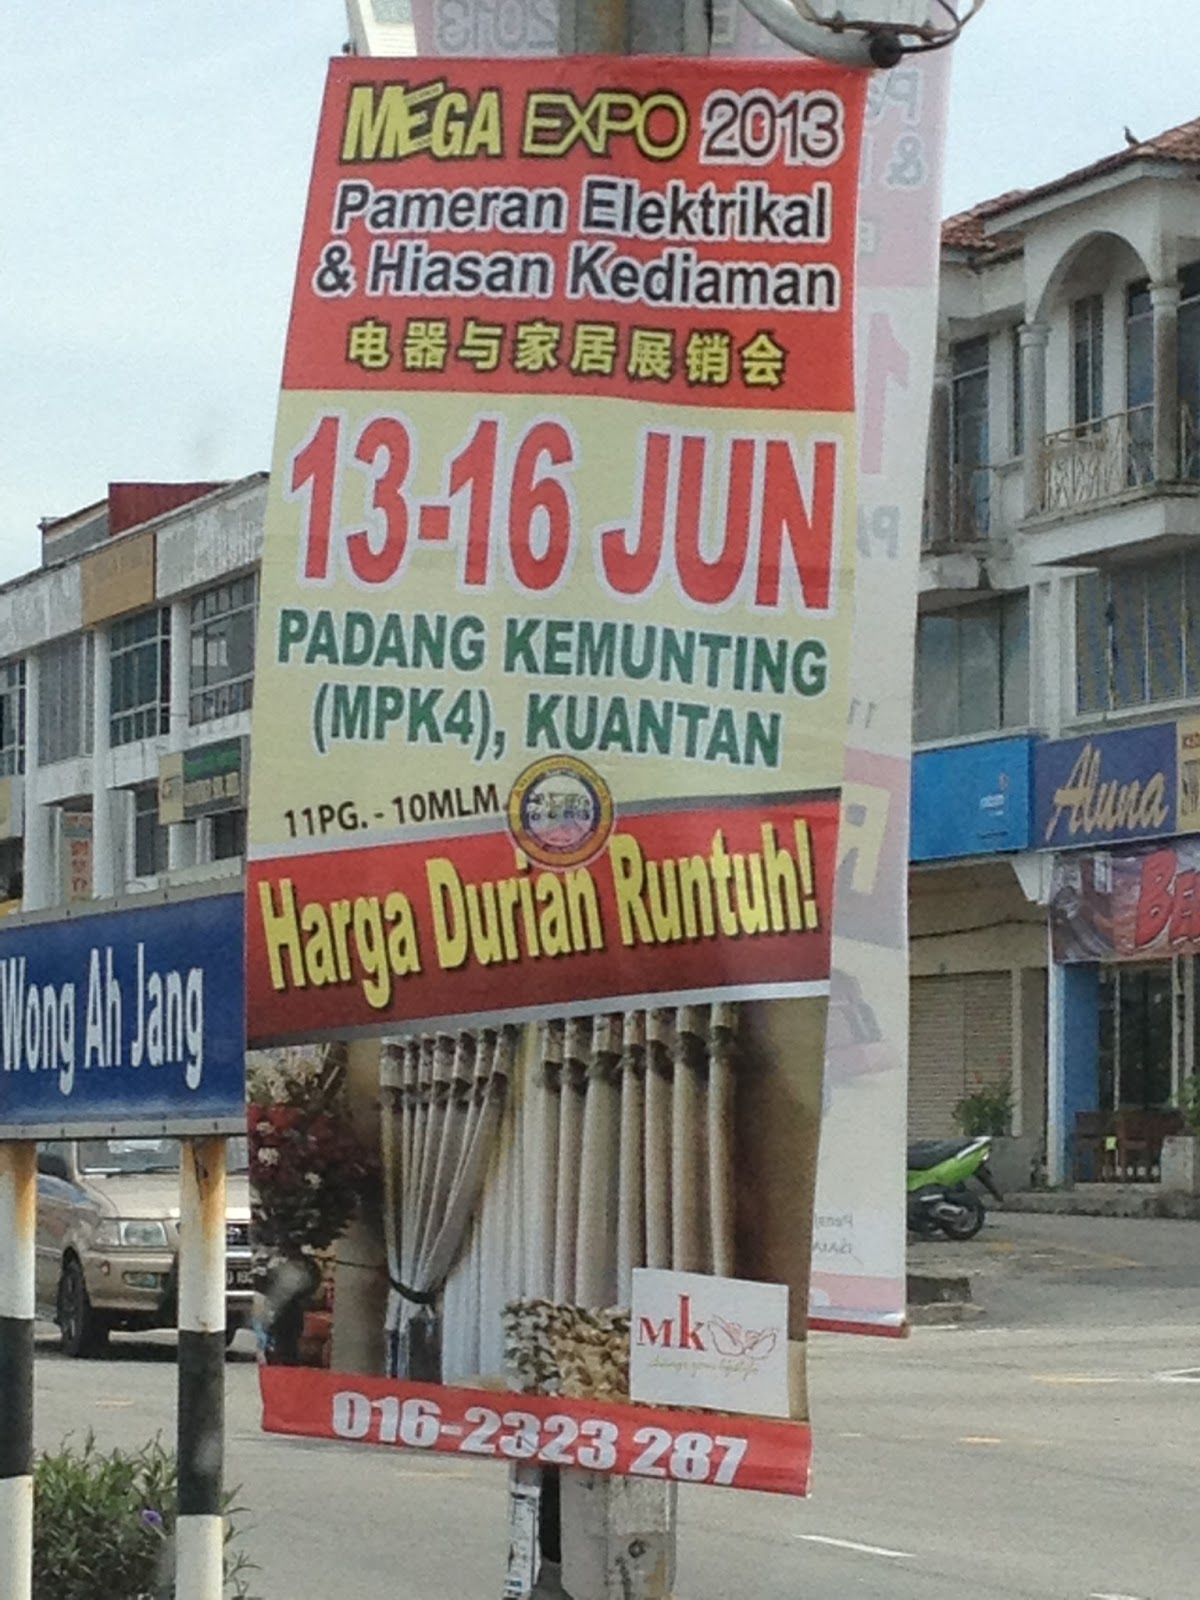 MEGA EXPO 2013
Pameran Elektrikal
& Hiasan Kediaman
电器与家居展销会
13-16 JUN
PADANG KEMUNTING
(MPK4), KUANTAN
11PG. - 10MLM.
Harga Durian Runtuh!
Mk
016-2323 287
Wong Ah Jang
Aluna